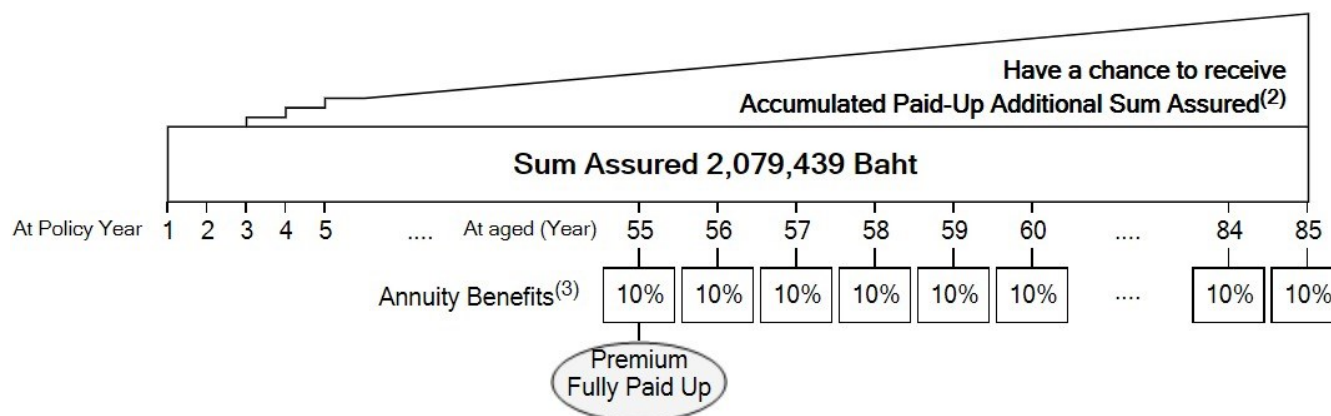 Have a chance to receive
Accumulated Paid-Up Additional Sum Assured(2)
Sum Assured 2,079,439 Baht
At Policy Year 1 2 3 4 5 .... At aged (Year) 55 56 57 58 59 60 .... 84 85
Annuity Benefits(3) 10% 10% 10% 10% 10% 10% .... 10% 10%
Premium
Fully Paid Up